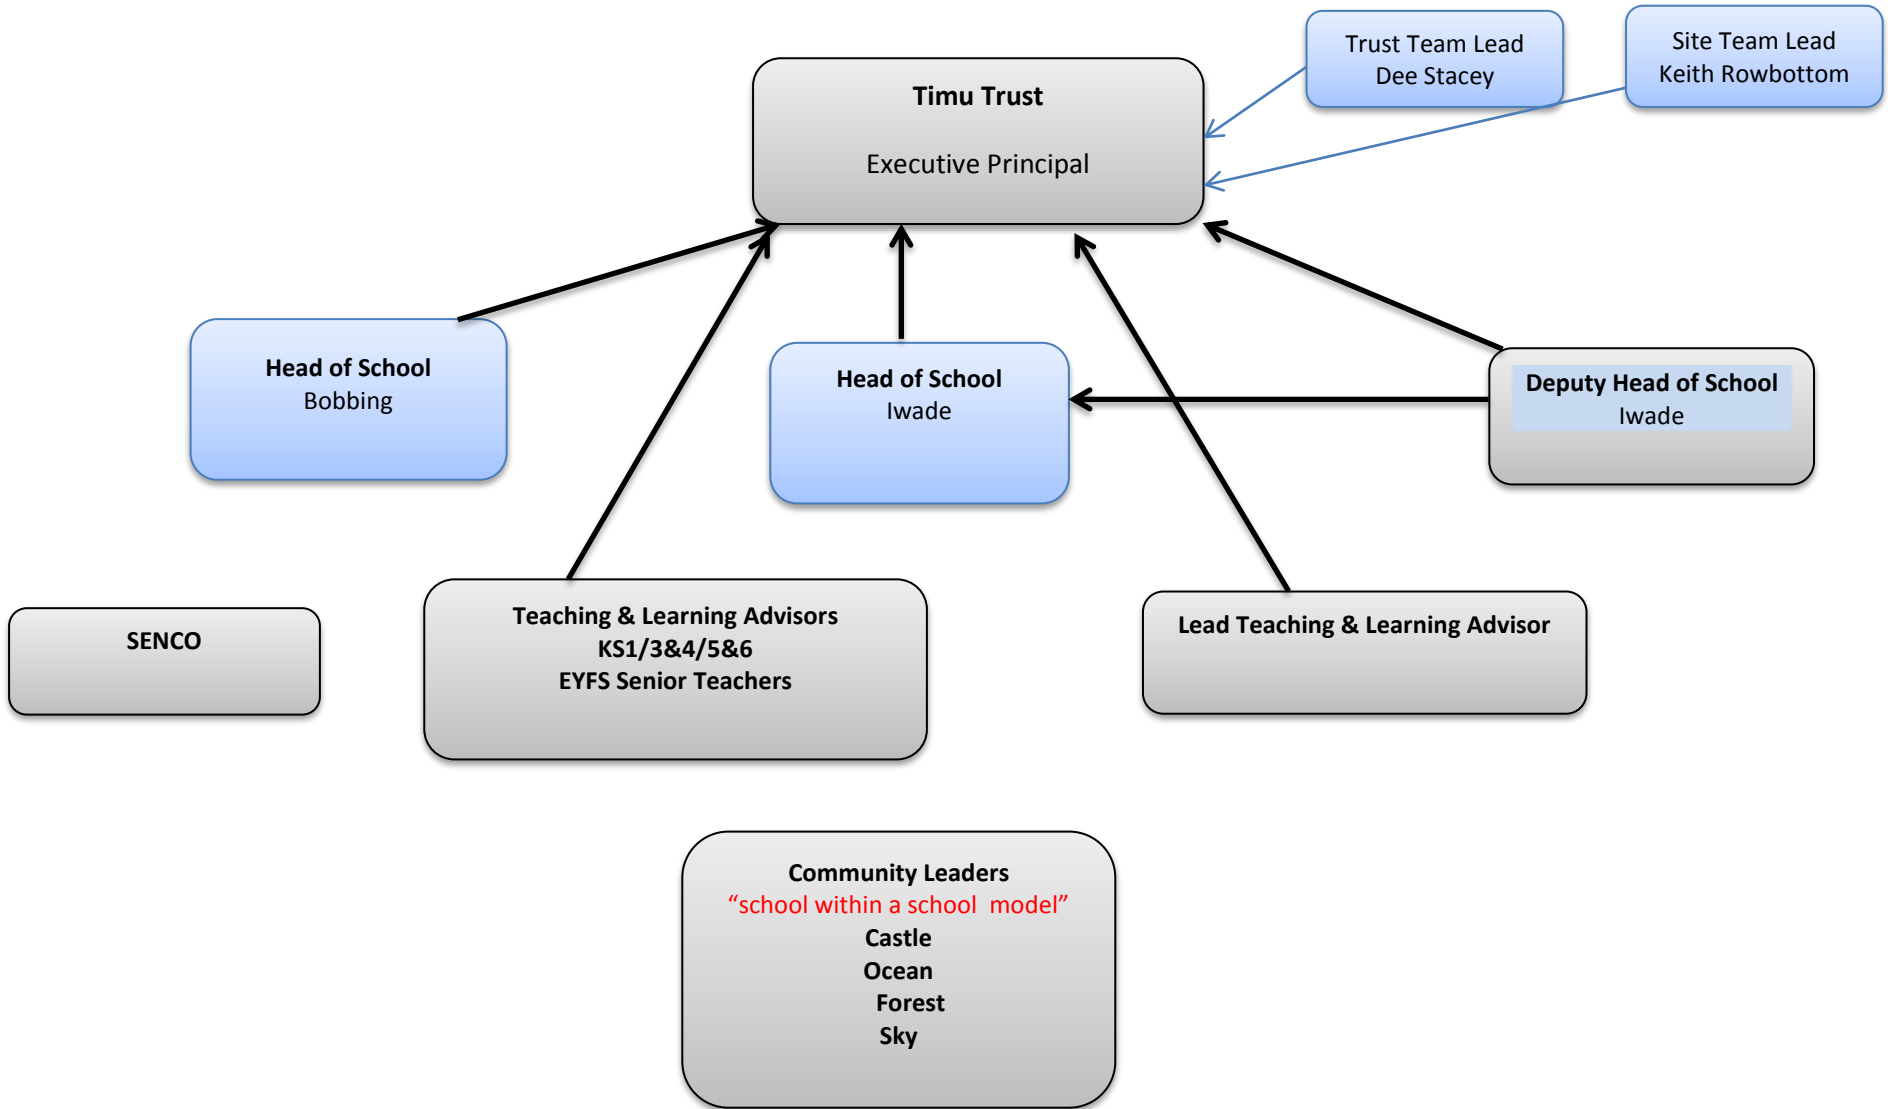 Trust Team Lead
Dee Stacey
Site Team Lead
Keith Rowbottom
Timu Trust
Executive Principal
Head of School
Bobbing
Head of School
Iwade
Deputy Head of School
Iwade
SENCO
Teaching & Learning Advisors
KS1/3&4/5&6
EYFS Senior Teachers
Lead Teaching & Learning Advisor
Community Leaders
“school within a school  model”
Castle
Ocean
Forest
Sky